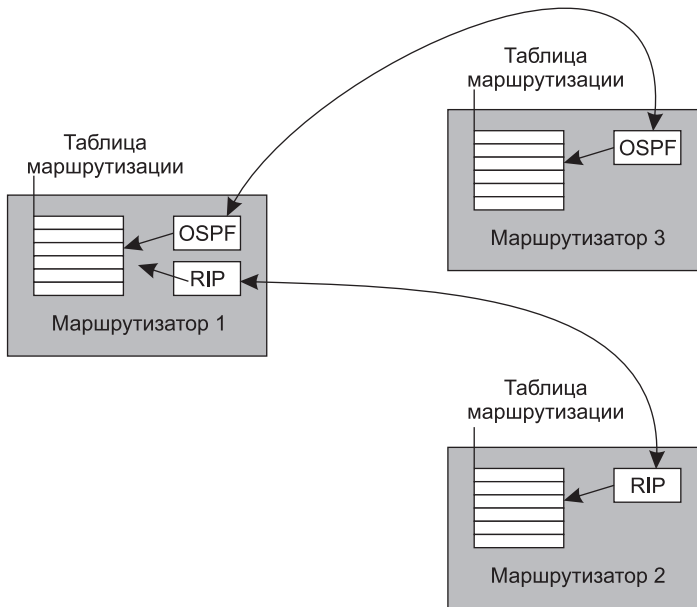 Таблица
маршрутизации
OSPF
RIP
Маршрутизатор 1
Таблица
маршрутизации
OSPF
Маршрутизатор 3
Таблица
маршрутизации
RIP
Маршрутизатор 2